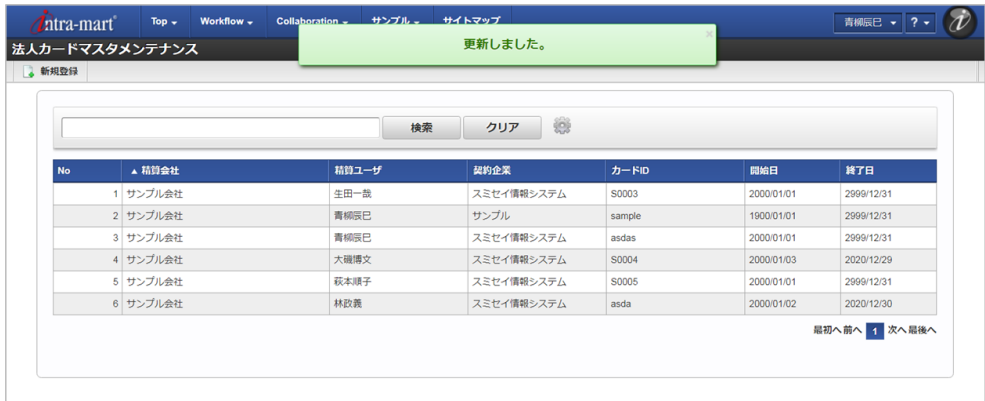 intra-mart® Top Workflow Collaboration サンプル サイトマップ 青柳辰巳 ?
法人カードマスタメンテナンス
更新しました。 ×
新規登録
検索 クリア
No ▲ 精算会社 精算ユーザ 契約企業 カードID 開始日 終了日
1 サンプル会社 生田一哉 スミセイ情報システム S0003 2000/01/01 2999/12/31
2 サンプル会社 青柳辰巳 サンプル sample 1900/01/01 2999/12/31
3 サンプル会社 青柳辰巳 スミセイ情報システム asdas 2000/01/01 2999/12/31
4 サンプル会社 大磯博文 スミセイ情報システム S0004 2000/01/03 2020/12/29
5 サンプル会社 萩本順子 スミセイ情報システム S0005 2000/01/01 2999/12/31
6 サンプル会社 林政義 スミセイ情報システム asda 2000/01/02 2020/12/30
最初へ 前へ 1 次へ 最後へ